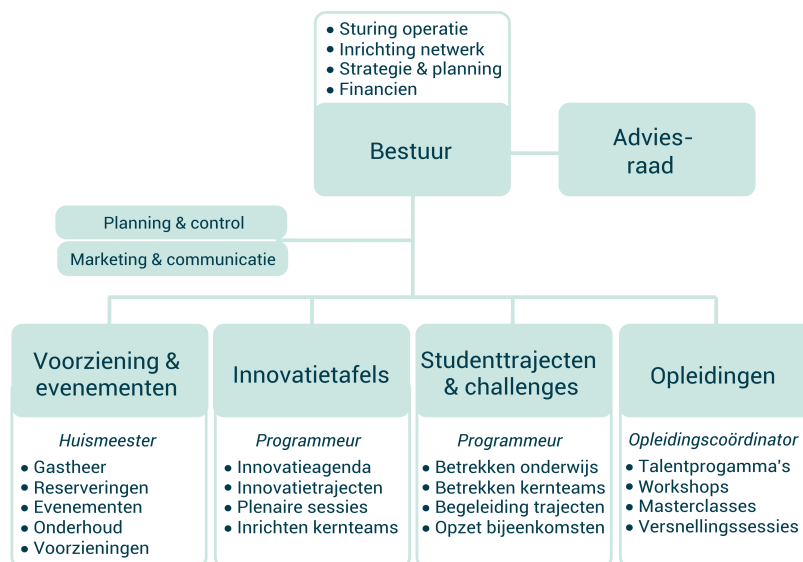 • Sturing operatie
• Inrichting netwerk
• Strategie & planning
• Financien
Bestuur
Advies-
raad
Planning & control
Marketing & communicatie
Voorziening &
evenementen
Huismeester
• Gastheer
• Reserveringen
• Evenementen
• Onderhoud
• Voorzieningen
Innovatietafels
Programmeur
• Innovatieagenda
• Innovatietrajecten
• Plenaire sessies
• Inrichten kernteams
Studenttrajecten
& challenges
Programmeur
• Betrekken onderwijs
• Betrekken kernteams
• Begeleiding trajecten
• Opzet bijeenkomsten
Opleidingen
Opleidingscoördinator
• Talentprogamma's
• Workshops
• Masterclasses
• Versnellingssessies